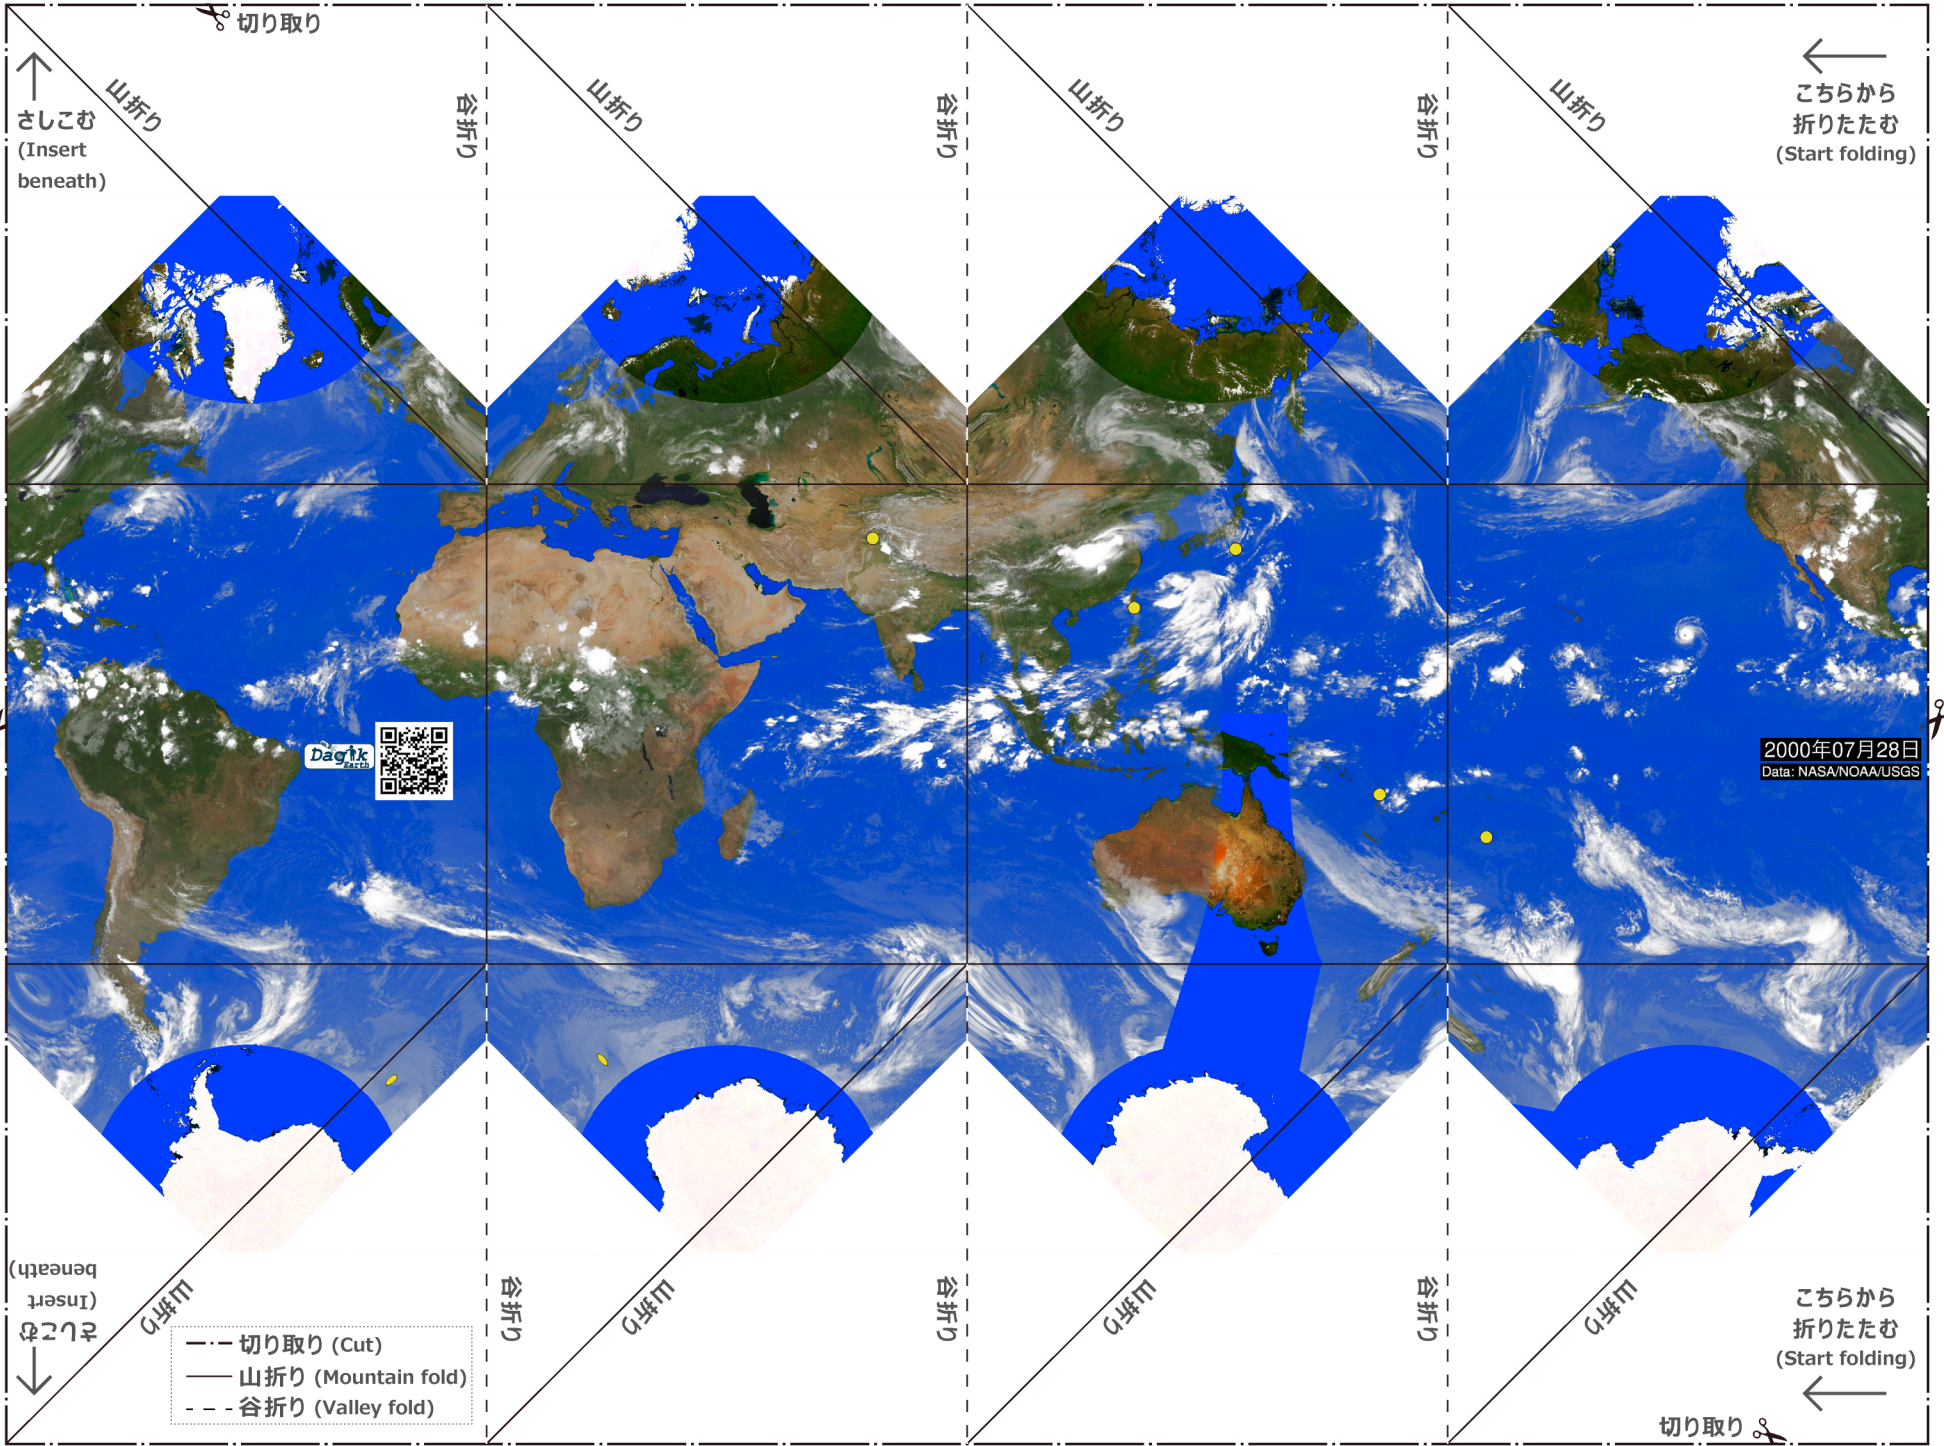 切り取り
山折り
谷折り
山折り
谷折り
山折り
谷折り
山折り
さしこむ
(Insert
beneath)
こちらから
折りたたむ
(Start folding)
Dagik
Earth
2000年07月28日
Data: NASA/NOAA/USGS
さしこむ
(Insert
beneath)
山折り
谷折り
山折り
谷折り
山折り
谷折り
山折り
こちらから
折りたたむ
(Start folding)
切り取り (Cut)
山折り (Mountain fold)
谷折り (Valley fold)
切り取り